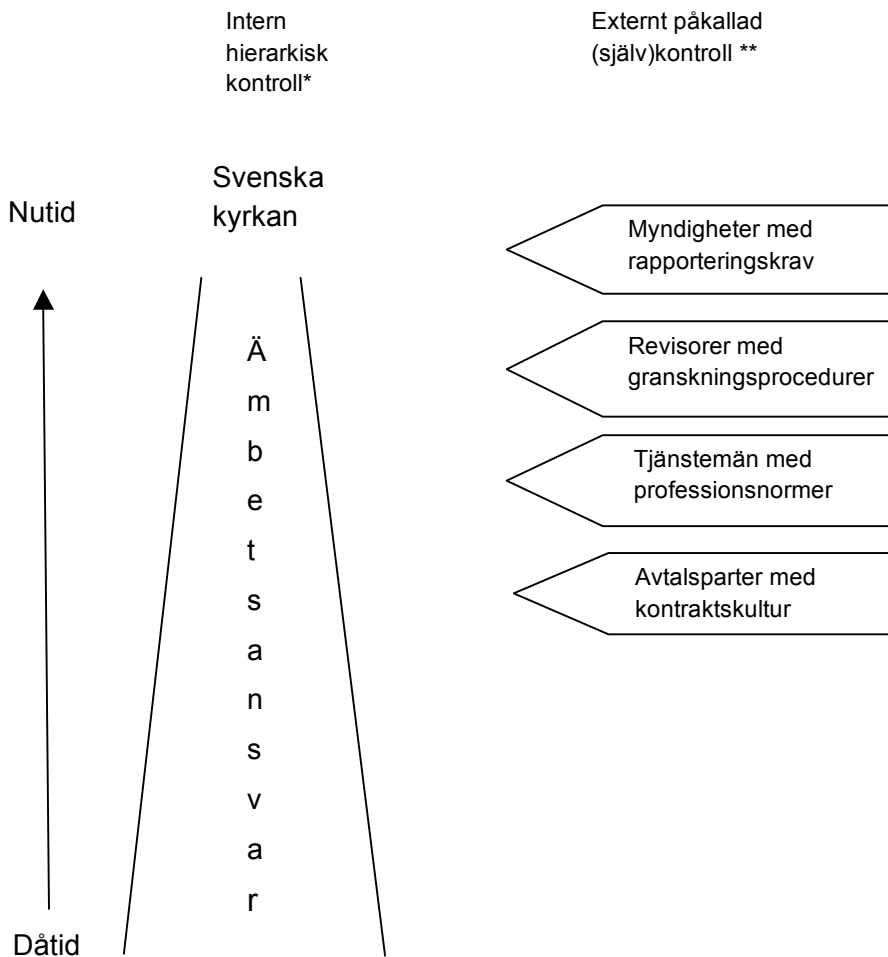 Intern
hierarkisk
kontroll*
Externt påkallad
(själv)kontroll **
Svenska
kyrkan
Nutid
Ä
m
b
e
t
s
a
n
s
v
a
r
Dåtid
Myndigheter med
rapporteringskrav
Revisorer med
granskningsprocedurer
Tjänstemän med
professionsnormer
Avtalsparter med
kontraktskultur